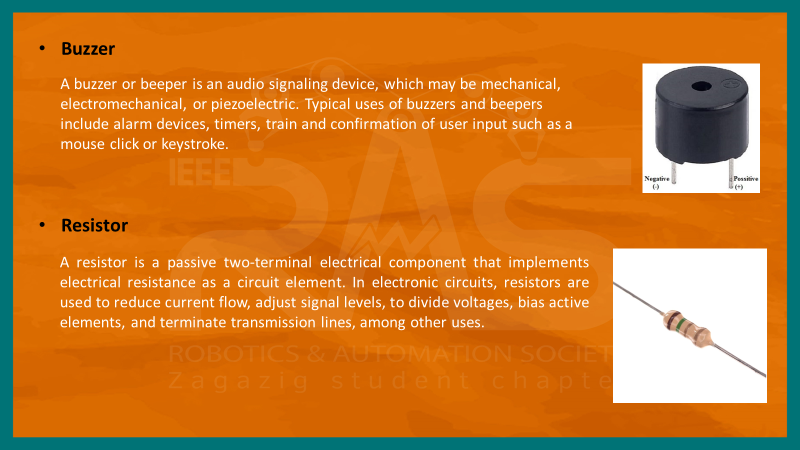 • Buzzer
A buzzer or beeper is an audio signaling device, which may be mechanical,
electromechanical, or piezoelectric. Typical uses of buzzers and beepers
include alarm devices, timers, train and confirmation of user input such as a
mouse click or keystroke.
Negative
(-)
Possitive
(+)
IEEE
RAS
• Resistor
A resistor is a passive two-terminal electrical component that implements
electrical resistance as a circuit element. In electronic circuits, resistors are
used to reduce current flow, adjust signal levels, to divide voltages, bias active
elements, and terminate transmission lines, among other uses.
ROBOTICS & AUTOMATION SOCIET
Zagazig student chapte